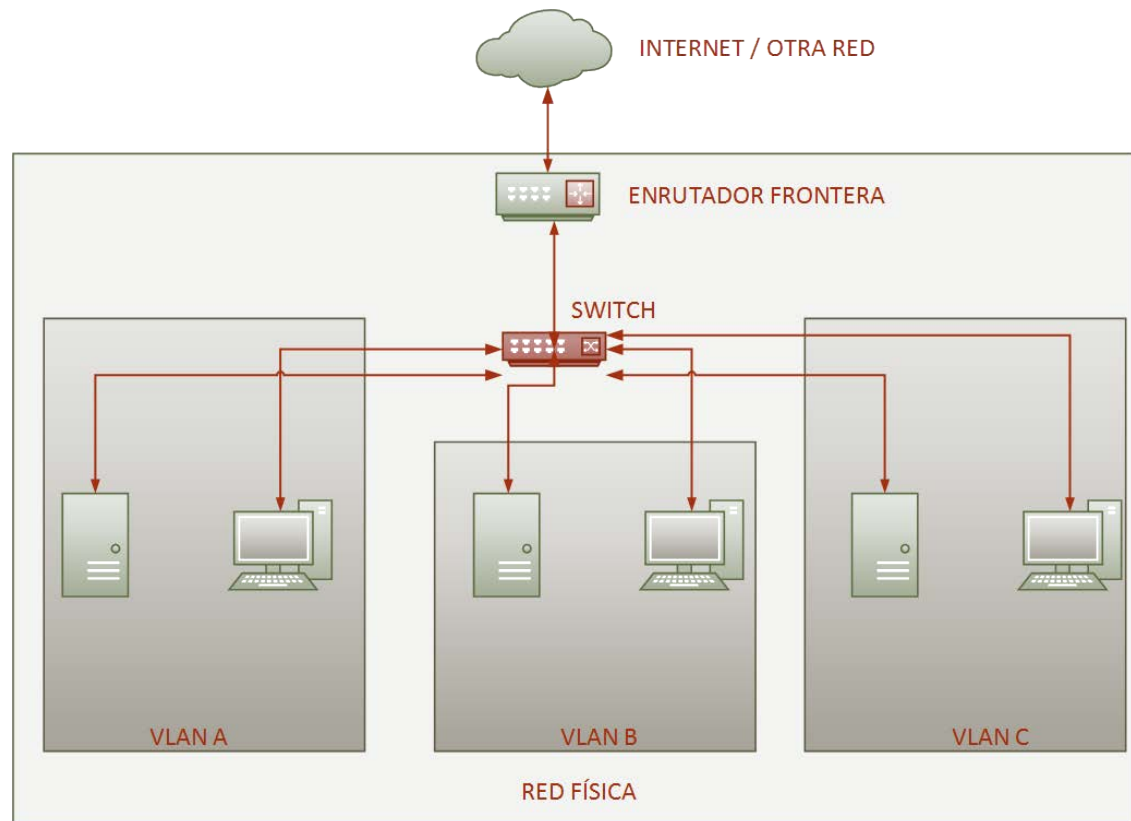 INTERNET / OTRA RED
ENRUTADOR FRONTERA
SWITCH
VLAN A
VLAN B
VLAN C
RED FÍSICA